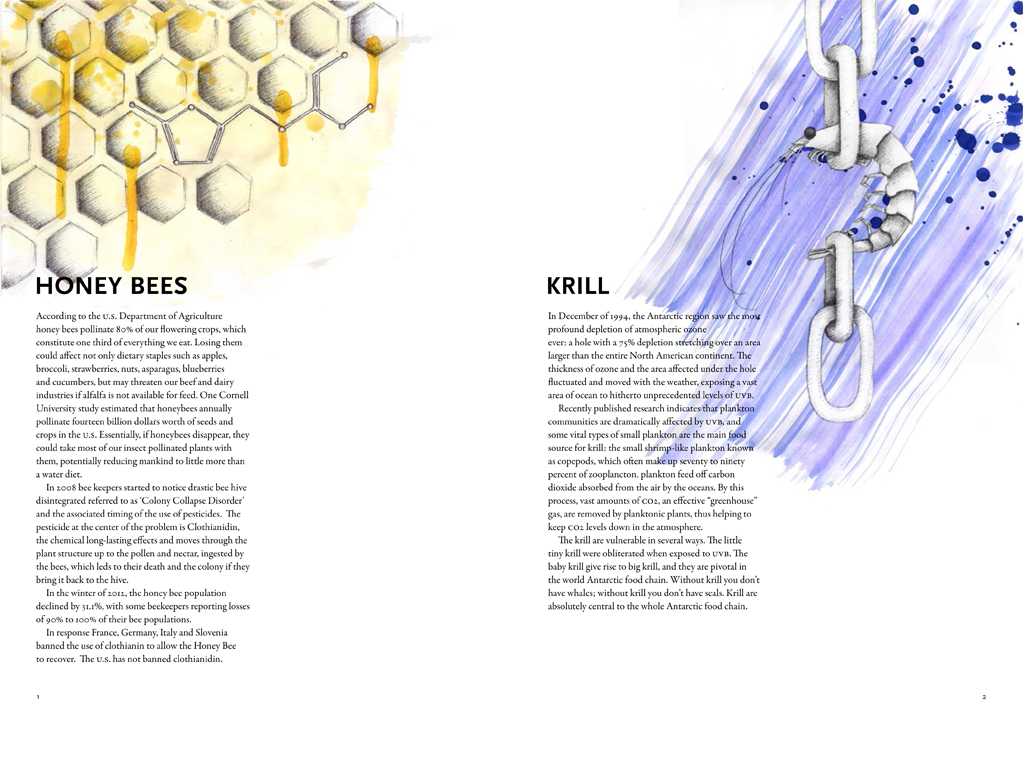 HONEY BEES
According to the U.S. Department of Agriculture
honey bees pollinate 80% of our flowering crops, which
constitute one third of everything we eat. Losing them
could affect not only dietary staples such as apples,
broccoli, strawberries, nuts, asparagus, blueberries
and cucumbers, but may threaten our beef and dairy
industries if alfalfa is not available for feed. One Cornell
University study estimated that honeybees annually
pollinate fourteen billion dollars worth of seeds and
crops in the U.S. Essentially, if honeybees disappear, they
could take most of our insect pollinated plants with
them, potentially reducing mankind to little more than
a water diet.
In 2008 bee keepers started to notice drastic bee hive
disintegrated referred to as 'Colony Collapse Disorder'
and the associated timing of the use of pesticides. The
pesticide at the center of the problem is Clothianidin,
the chemical long-lasting effects and moves through the
plant structure up to the pollen and nectar, ingested by
the bees, which leds to their death and the colony if they
bring it back to the hive.
In the winter of 2012, the honey bee population
declined by 31.1%, with some beekeepers reporting losses
of 90% to 100% of their bee populations.
In response France, Germany, Italy and Slovenia
banned the use of clothianin to allow the Honey Bee
to recover. The U.S. has not banned clothianidin.
1
KRILL
In December of 1994, the Antarctic region saw the most
profound depletion of atmospheric ozone
ever: a hole with a 75% depletion stretching over an area
larger than the entire North American continent. The
thickness of ozone and the area affected under the hole
fluctuated and moved with the weather, exposing a vast
area of ocean to hitherto unprecedented levels of UVB.
Recently published research indicates that plankton
communities are dramatically affected by UVB, and
some vital types of small plankton are the main food
source for krill: the small shrimp-like plankton known
as copepods, which often make up seventy to ninety
percent of zooplancton. plankton feed off carbon
dioxide absorbed from the air by the oceans. By this
process, vast amounts of CO2, an effective "greenhouse"
gas, are removed by planktonic plants, thus helping to
keep CO2 levels down in the atmosphere.
The krill are vulnerable in several ways. The little
tiny krill were obliterated when exposed to UVB. The
baby krill give rise to big krill, and they are pivotal in
the world Antarctic food chain. Without krill you don't
have whales; without krill you don't have seals. Krill are
absolutely central to the whole Antarctic food chain.
2